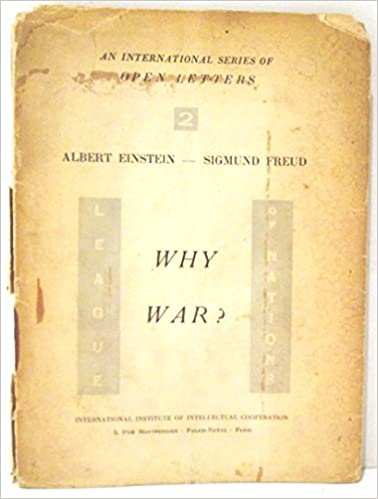 AN INTERNATIONAL SERIES OF
OPEN LETTERS
2
ALBERT EINSTEIN — SIGMUND FREUD
LEAGUE
OF NATIONS
WHY
WAR?
INTERNATIONAL INSTITUTE OF INTELLECTUAL COOPERATION
2, RUE MONTPENSIER - PALAIS-ROYAL - PARIS